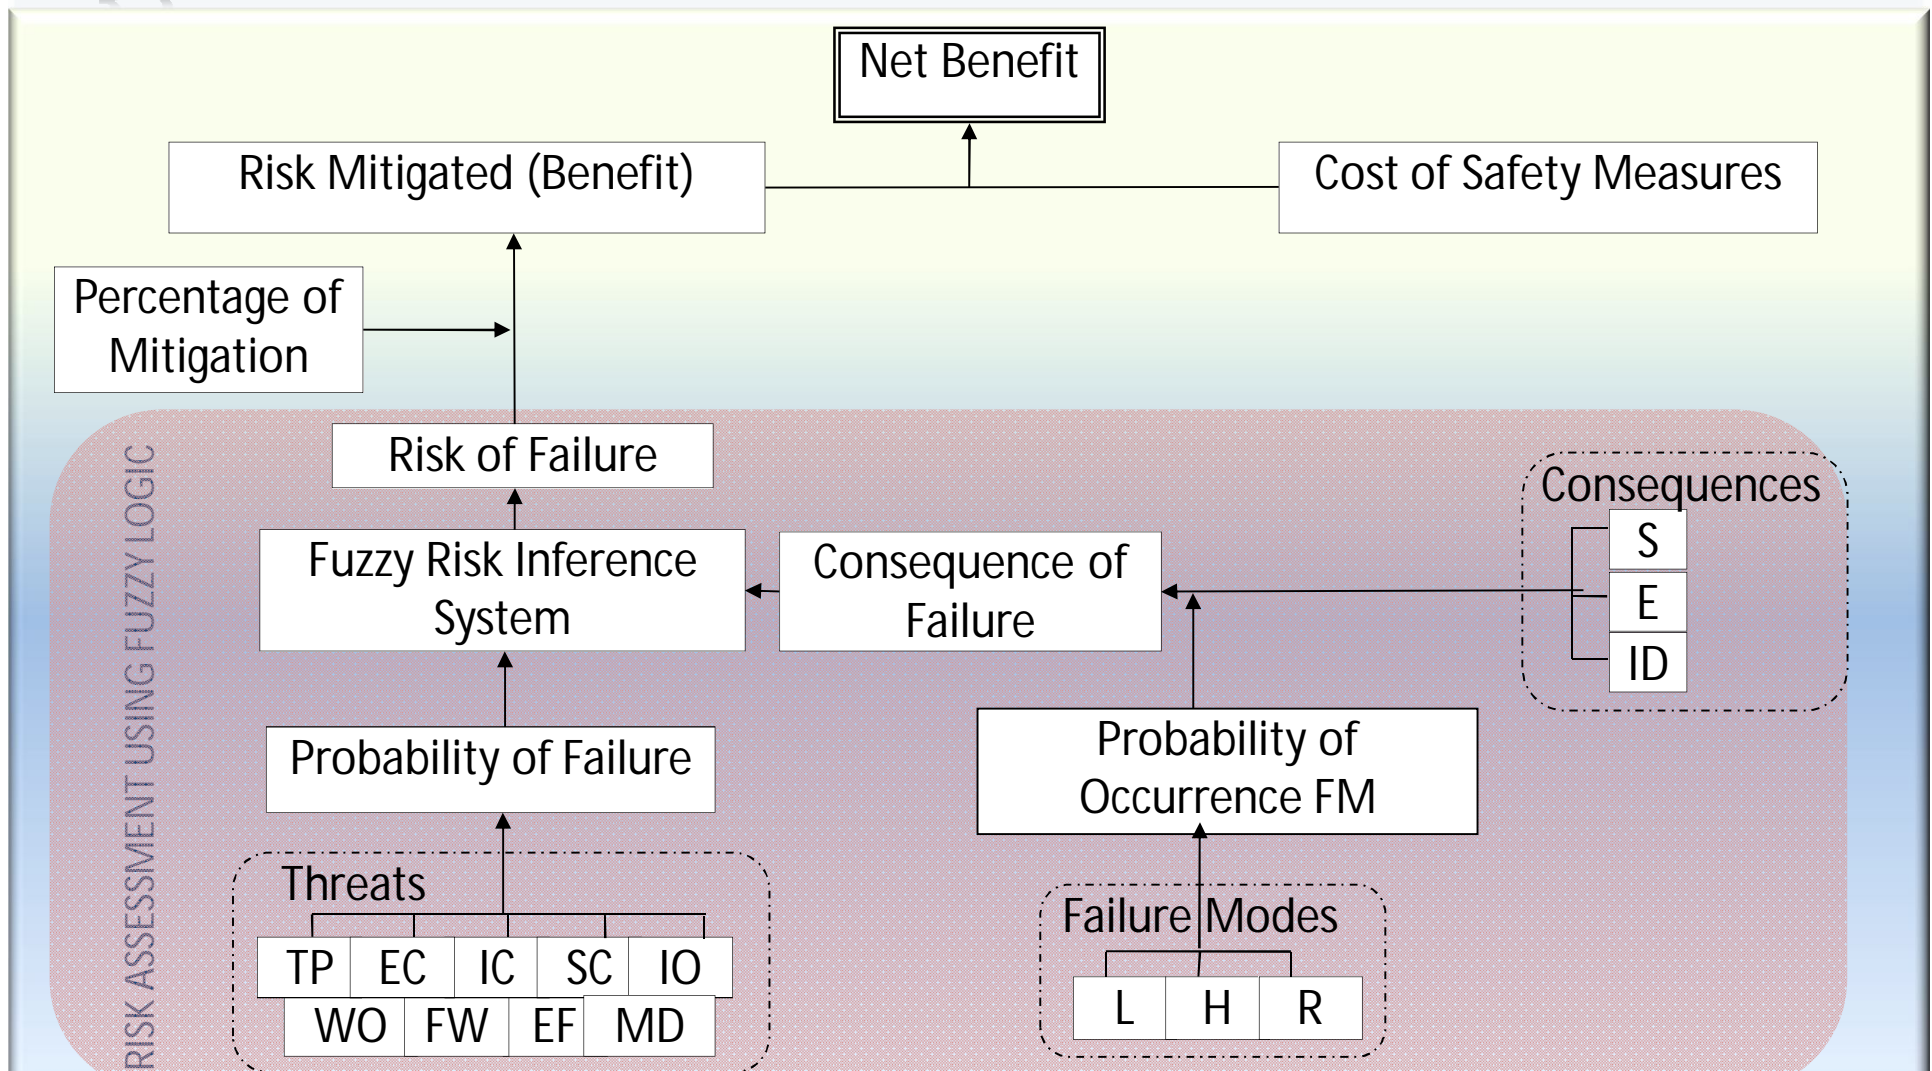 Net Benefit
Risk Mitigated (Benefit)
Cost of Safety Measures
Percentage of
Mitigation
RISK ASSESSMENT USING FUZZY LOGIC
Risk of Failure
Consequences
S
E
ID
Fuzzy Risk Inference
System
Consequence of
Failure
Probability of Failure
Probability of
Occurrence FM
Threats
TP EC IC SC IO
WO FW EF MD
Failure Modes
L H R